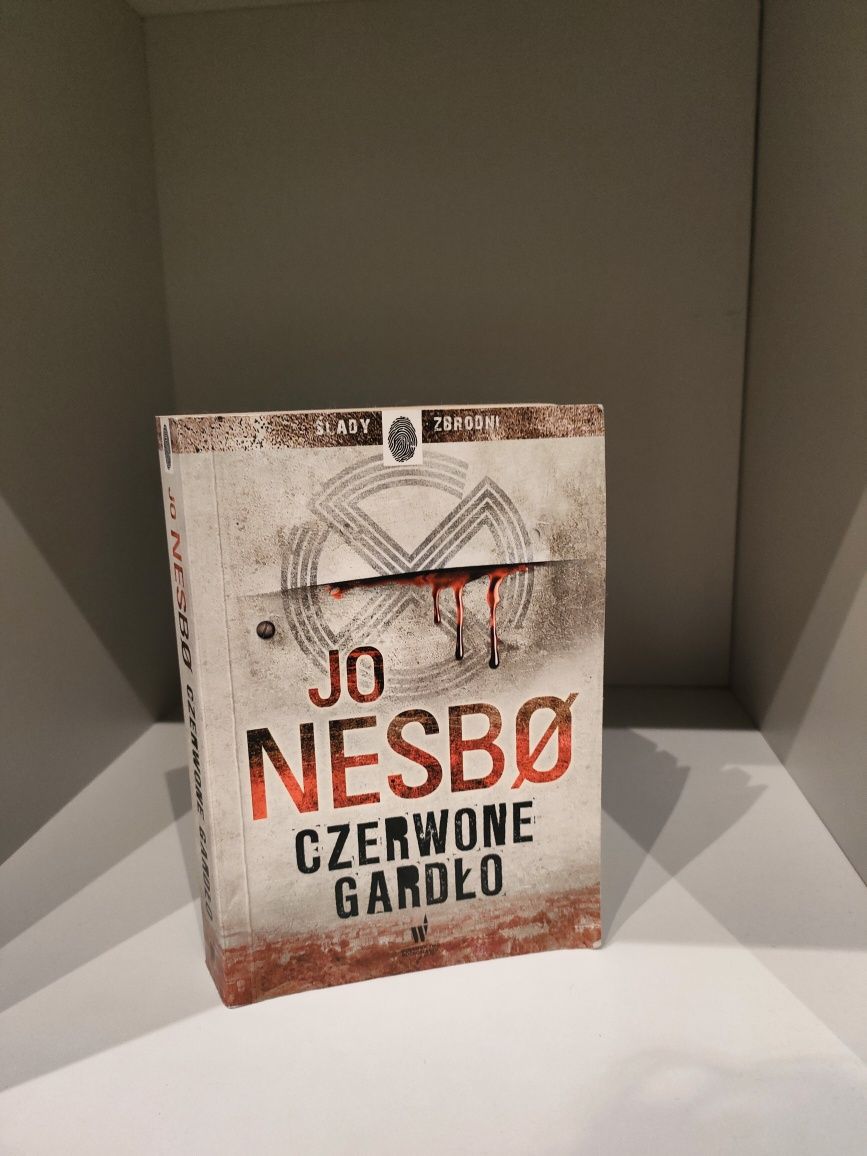 ŚLADY ZBRODNI
JO
NESBØ
CZERWONE
GARDŁO
JO NESBØ CZERWONE GARDŁO